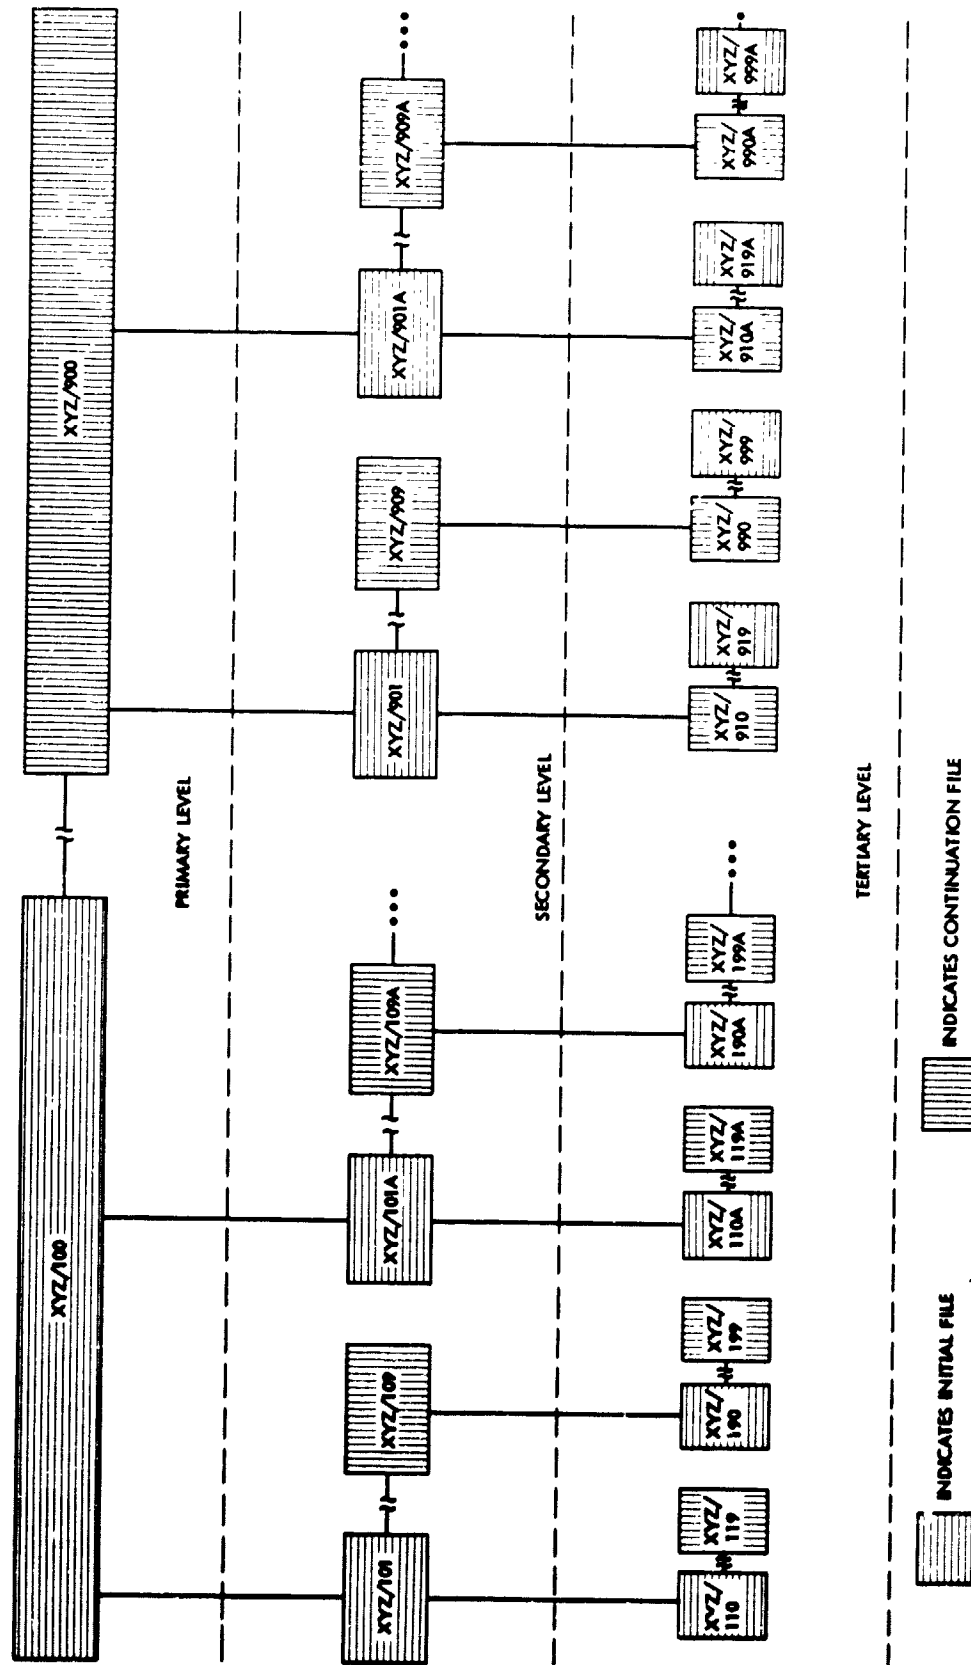 XYZ/100
XYZ/900
PRIMARY LEVEL
XYZ/101
XYZ/109
XYZ/101A
XYZ/109A
XYZ/901
XYZ/909
XYZ/901A
XYZ/909A
SECONDARY LEVEL
XYZ/
110
XYZ/
119
XYZ/
190
XYZ/
199
XYZ/
110A
XYZ/
119A
XYZ/
190A
XYZ/
199A
XYZ/
910
XYZ/
919
XYZ/
990
XYZ/
999
XYZ/
910A
XYZ/
919A
XYZ/
990A
XYZ/
999A
TERTIARY LEVEL
INDICATES INITIAL FILE
INDICATES CONTINUATION FILE